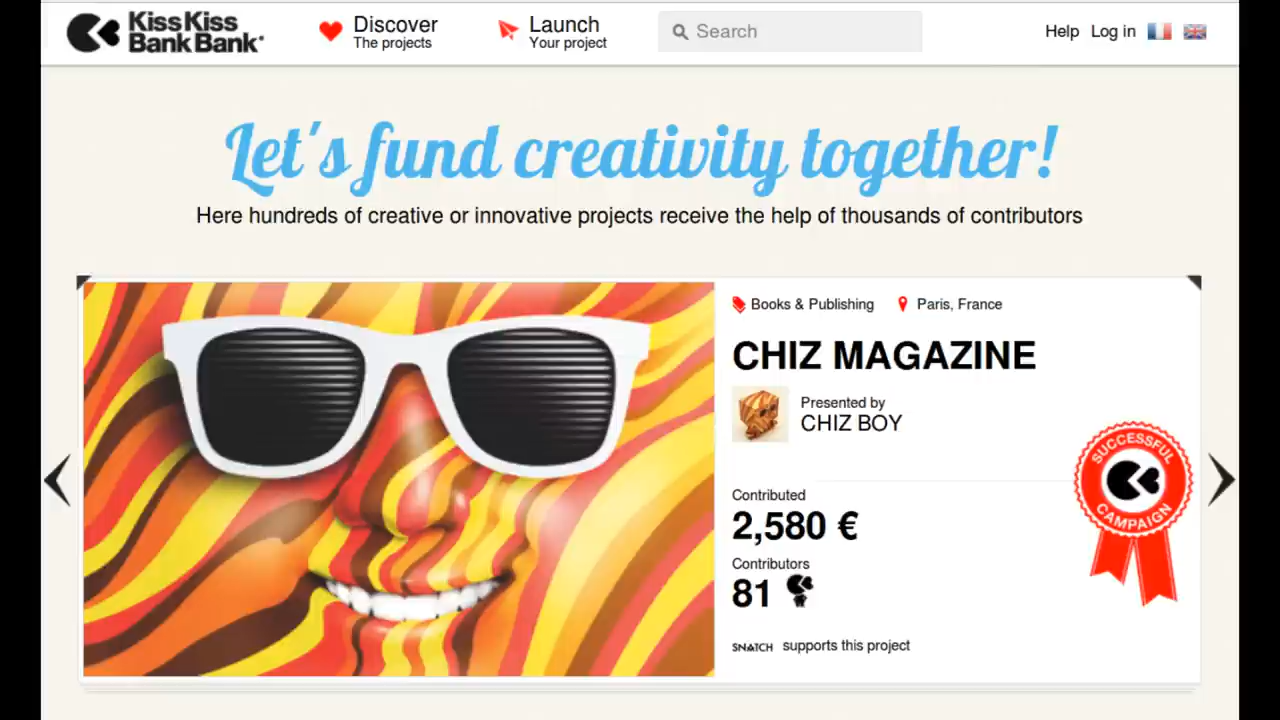 KissKiss
BankBank
Discover
The projects
Launch
Your project
Search
Help Log in
Let's fund creativity together!
Here hundreds of creative or innovative projects receive the help of thousands of contributors
Books & Publishing
Paris, France
CHIZ MAGAZINE
Presented by
CHIZ BOY
SUCCESSFUL
CAMPAIGN
Contributed
2,580 €
Contributors
81
SNATCH supports this project